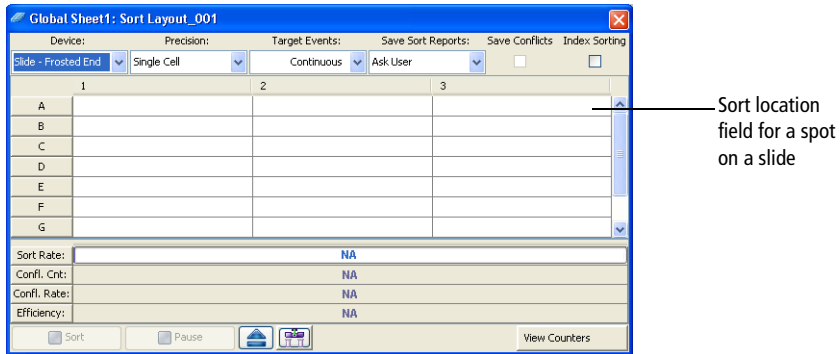 Global Sheet1: Sort Layout_001
Device: Precision: Target Events: Save Sort Reports: Save Conflicts Index Sorting
Slide - Frosted End Single Cell Continuous Ask User
1 2 3
A
B
C
D
E
F
G
Sort Rate: NA
Confl. Cnt: NA
Confl. Rate: NA
Efficiency: NA
Sort Pause View Counters
Sort location
field for a spot
on a slide